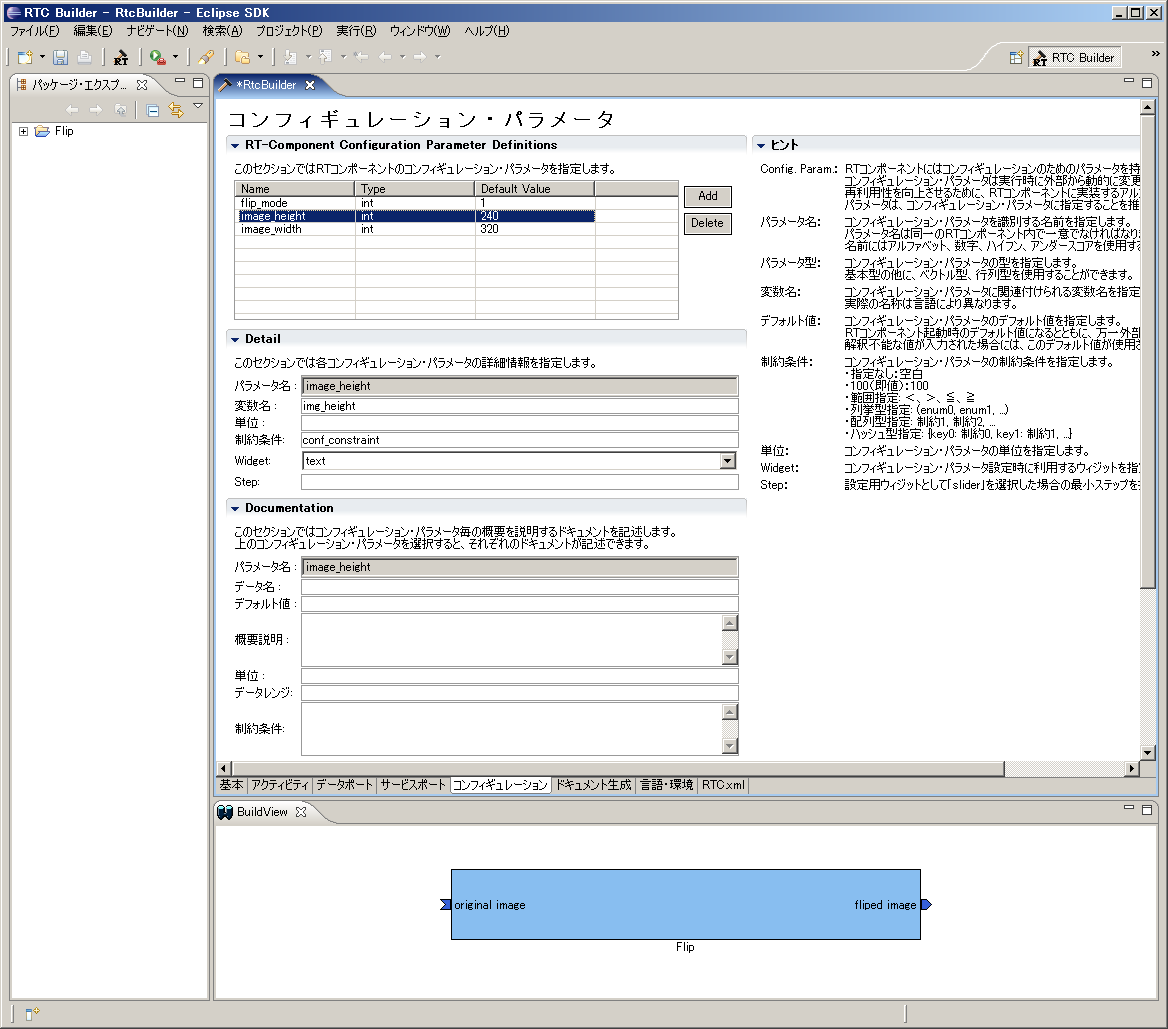 RTC Builder - RtcBuilder - Eclipse SDK
ファイル(F) 編集(E) ナビゲート(N) 検索(A) プロジェクト(P) 実行(R) ウィンドウ(W) ヘルプ(H)
RT
RT RTC Builder
パッケージ・エクスプ...
Flip
*RtcBuilder
コンフィギュレーション・パラメータ
RT-Component Configuration Parameter Definitions
このセクションではRTコンポーネントのコンフィギュレーション・パラメータを指定します。
Name Type Default Value
flip_mode int 1
image_height int 240
image_width int 320
Add
Delete
Detail
このセクションでは各コンフィギュレーション・パラメータの詳細情報を指定します。
パラメータ名 : image_height
変数名 : img_height
単位 :
制約条件: conf_constraint
Widget: text
Step:
Documentation
このセクションではコンフィギュレーション・パラメータ毎の概要を説明するドキュメントを記述します。
上のコンフィギュレーション・パラメータを選択すると、それぞれのドキュメントが記述できます。
パラメータ名 : image_height
データ名 :
デフォルト値 :
概要説明 :
単位 :
データレンジ:
制約条件:
ヒント
Config. Param.: RTコンポーネントにはコンフィギュレーションのためのパラメータを持
コンフィギュレーション・パラメータは実行時に外部から動的に変更
再利用性を向上させるために、RTコンポーネントに実装するアル
パラメータは、コンフィギュレーション・パラメータに指定することを推
パラメータ名: コンフィギュレーション・パラメータを識別する名前を指定します。
パラメータ名は同一のRTコンポーネント内で一意でなければなり
名前にはアルファベット、数字、ハイフン、アンダースコアを使用す
パラメータ型: コンフィギュレーション・パラメータの型を指定します。
基本型の他に、ベクトル型、行列型を使用することができます。
変数名: コンフィギュレーション・パラメータに関連付けられる変数名を指定
実際の名称は言語により異なります。
デフォルト値: コンフィギュレーション・パラメータのデフォルト値を指定します。
RTコンポーネント起動時のデフォルト値になるとともに、万一外部
解釈不能な値が入力された場合には、このデフォルト値が使用さ
制約条件: コンフィギュレーション・パラメータの制約条件を指定します。
・指定なし:空白
・100(即値):100
・範囲指定: <、>、≦、≧
・列挙型指定: (enum0, enum1, ...)
・配列型指定: 制約1, 制約2, ...
・ハッシュ型指定: {key0: 制約0, key1: 制約1, ...}
単位: コンフィギュレーション・パラメータの単位を指定します。
Widget: コンフィギュレーション・パラメータ設定時に利用するウィジットを指
Step: 設定用ウィジットとして「slider」を選択した場合の最小ステップを
基本 アクティビティ データポート サービスポート コンフィギュレーション ドキュメント生成 言語・環境 RTC.xml
BuildView
original image fliped image
Flip